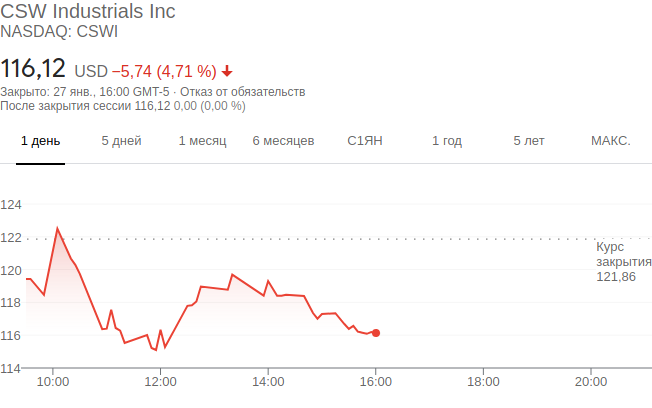 CSW Industrials Inc
NASDAQ: CSWI
116,12 USD −5,74 (4,71 %)
Закрыто: 27 янв., 16:00 GMT-5 · Отказ от обязательств
После закрытия сессии 116,12 0,00 (0,00 %)
1 день 5 дней 1 месяц 6 месяцев С1ЯН 1 год 5 лет МАКС.
124
122
Курс
закрытия
121,86
120
118
116
114
10:00 12:00 14:00 16:00 18:00 20:00